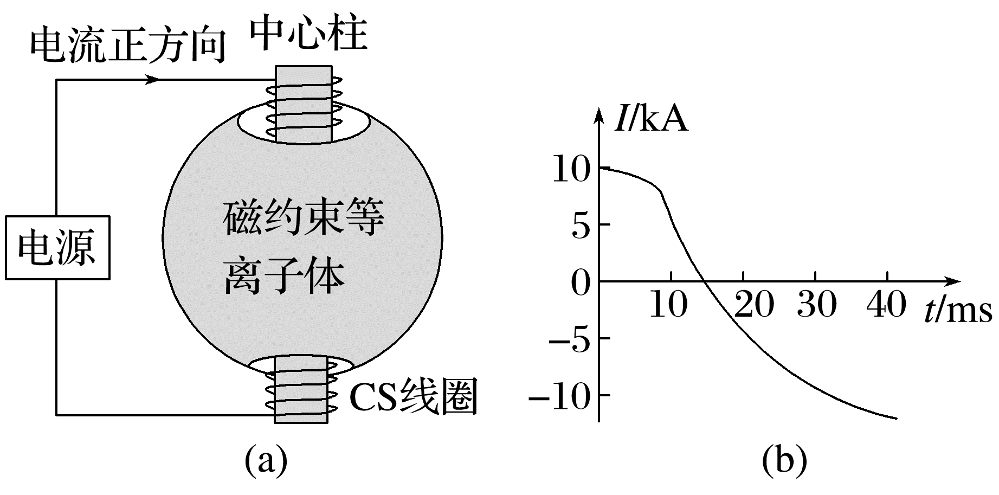 电流正方向
中心柱
电源
磁约束等
离子体
CS线圈
(a)
I/kA
10
5
0
−5
−10
10 20 30 40 t/ms
(b)